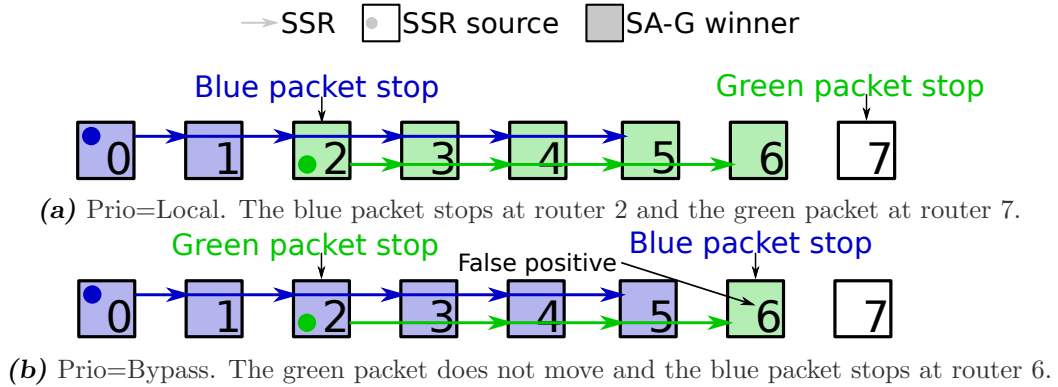 SSR SSR source SA-G winner
Blue packet stop Green packet stop
0 1 2 3 4 5 6 7
(a) Prio=Local. The blue packet stops at router 2 and the green packet at router 7.
Green packet stop Blue packet stop
False positive
0 1 2 3 4 5 6 7
(b) Prio=Bypass. The green packet does not move and the blue packet stops at router 6.